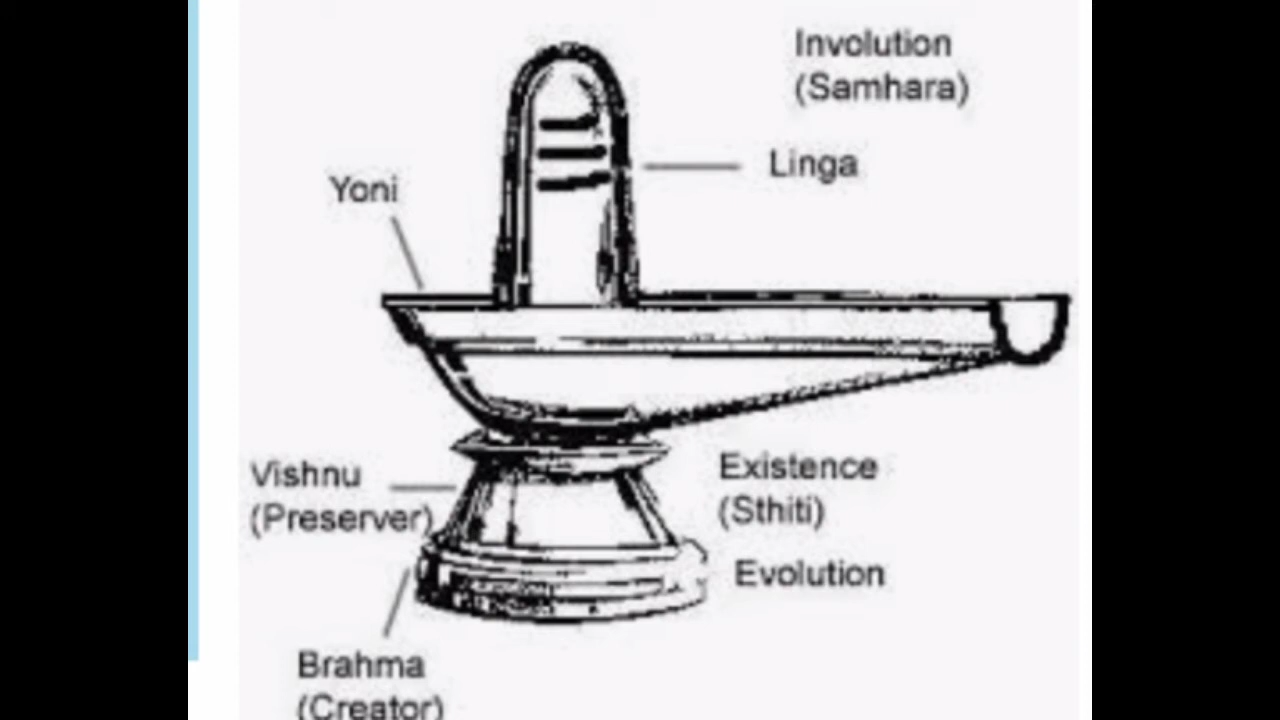 Involution
(Samhara)
Linga
Yoni
Vishnu
(Preserver)
Existence
(Sthiti)
Evolution
Brahma
(Creator)